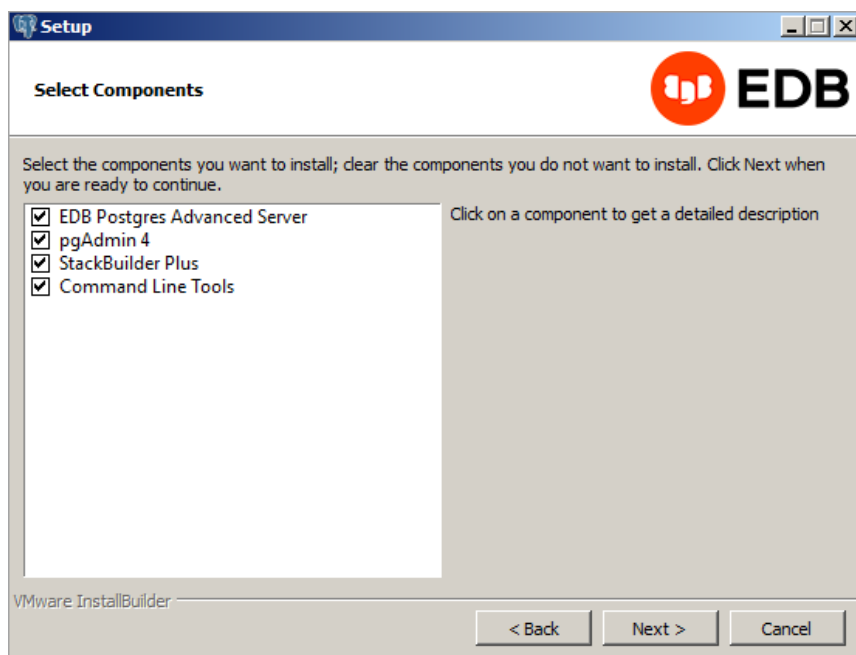 Setup
Select Components
EDB
Select the components you want to install; clear the components you do not want to install. Click Next when
you are ready to continue.
EDB Postgres Advanced Server
pgAdmin 4
StackBuilder Plus
Command Line Tools
Click on a component to get a detailed description
VMware InstallBuilder
< Back
Next >
Cancel